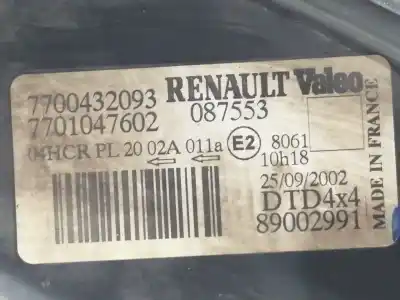 7700432093 RENAULT Valeo
7701047602 087553
04HCR PL 20 02A 011a E2 8061
10h18
25/09/2002
DTD4x4
89002991
MADE IN FRANCE